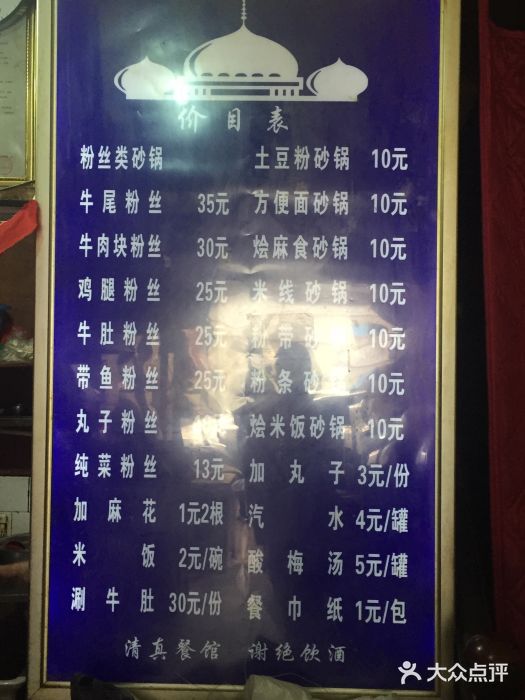 价目表
粉丝类砂锅
牛尾粉丝 35元
牛肉块粉丝 30元
鸡腿粉丝 25元
牛肚粉丝 25元
带鱼粉丝 25元
丸子粉丝
纯菜粉丝 13元
加麻花 1元2根
米饭 2元/碗
涮牛肚 30元/份
土豆粉砂锅 10元
方便面砂锅 10元
烩麻食砂锅 10元
米线砂锅 10元
粉带砂 10元
粉条砂 10元
烩米饭砂锅 10元
加丸子 3元/份
汽水 4元/罐
酸梅汤 5元/罐
餐巾纸 1元/包
清真餐馆 谢绝饮酒
大众点评